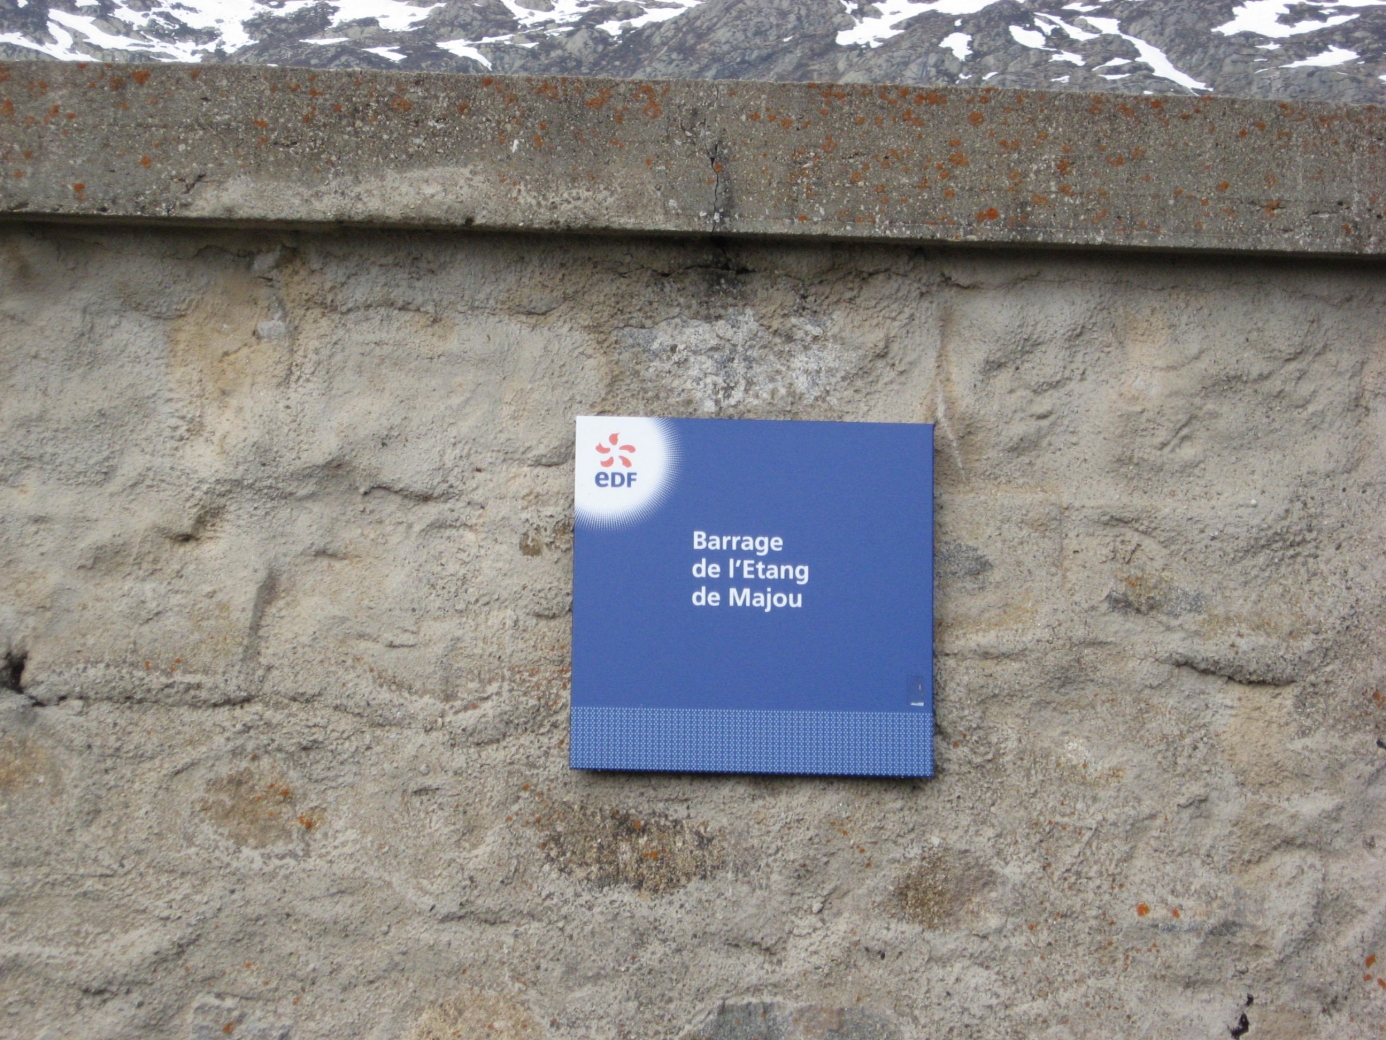 eDF
Barrage
de l'Etang
de Majou